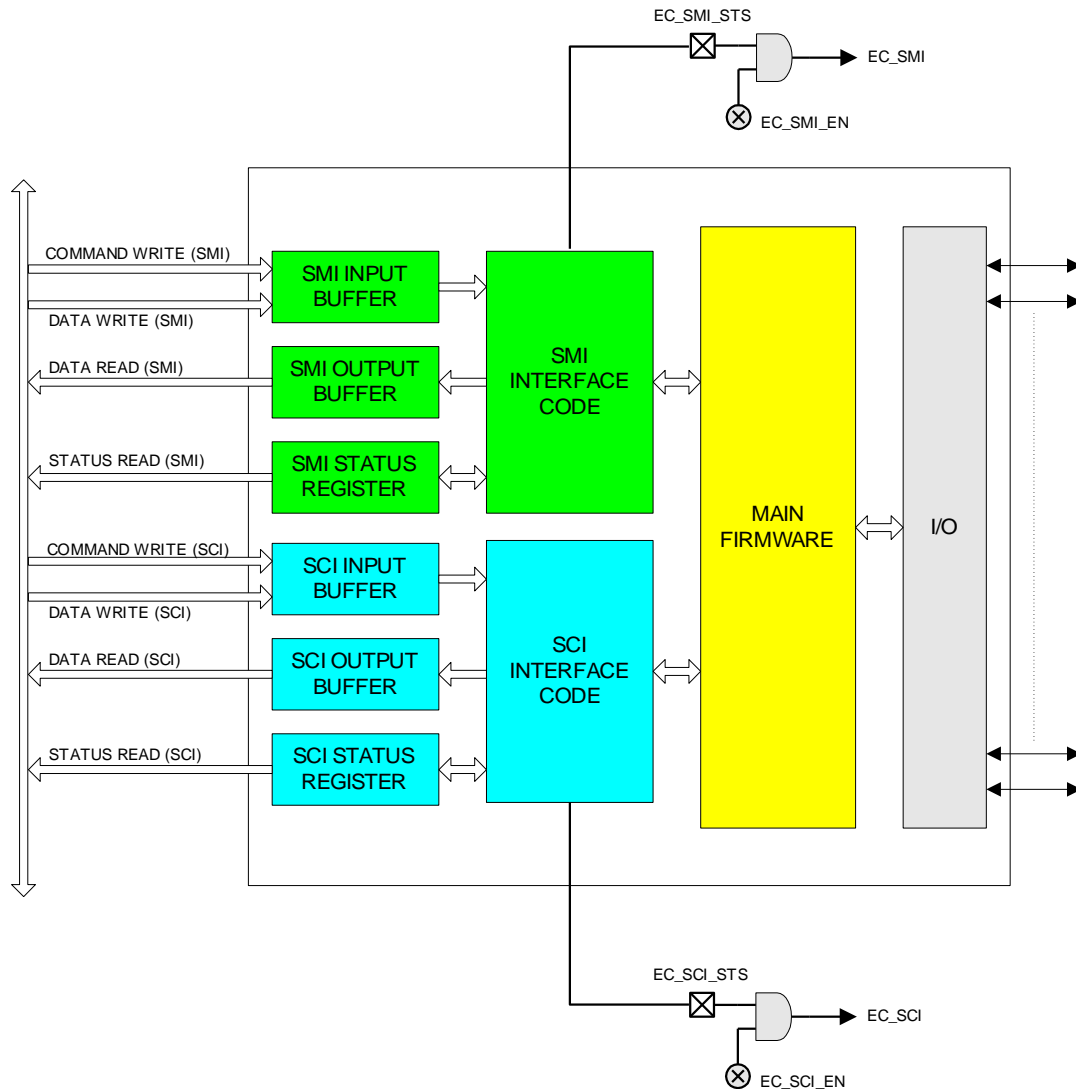 EC_SMI_STS
EC_SMI
EC_SMI_EN
COMMAND WRITE (SMI)
SMI INPUT
BUFFER
DATA WRITE (SMI)
DATA READ (SMI)
SMI OUTPUT
BUFFER
STATUS READ (SMI)
SMI STATUS
REGISTER
SMI
INTERFACE
CODE
COMMAND WRITE (SCI)
SCI INPUT
BUFFER
DATA WRITE (SCI)
DATA READ (SCI)
SCI OUTPUT
BUFFER
STATUS READ (SCI)
SCI STATUS
REGISTER
SCI
INTERFACE
CODE
MAIN
FIRMWARE
I/O
EC_SCI_STS
EC_SCI
EC_SCI_EN